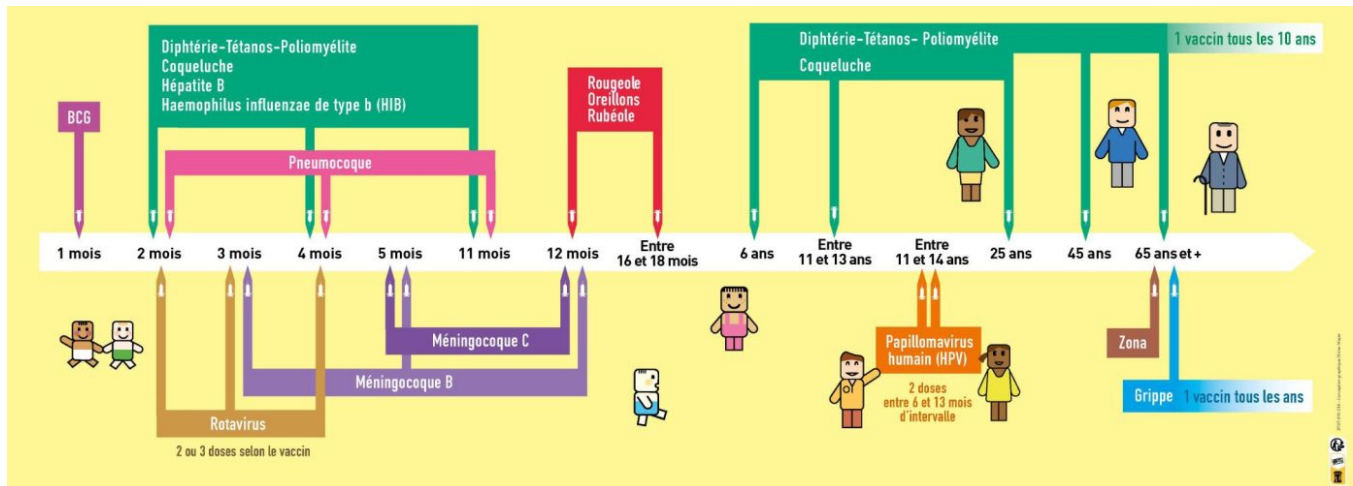 BCG
Diphtérie-Tétanos-Poliomyélite
Coqueluche
Hépatite B
Haemophilus influenzae de type b (HIB)
Pneumocoque
Rougeole
Oreillons
Rubéole
Diphtérie-Tétanos- Poliomyélite
1 vaccin tous les 10 ans
Coqueluche
1 mois
2 mois
3 mois
4 mois
5 mois
11 mois
12 mois
Entre
16 et 18 mois
6 ans
Entre
11 et 13 ans
Entre
11 et 14 ans
25 ans
45 ans
65 ans et +
Méningocoque C
Méningocoque B
Rotavirus
2 ou 3 doses selon le vaccin
Papillomavirus
humain (HPV)
2 doses
entre 6 et 13 mois
d'intervalle
Zona
Grippe
1 vaccin tous les ans